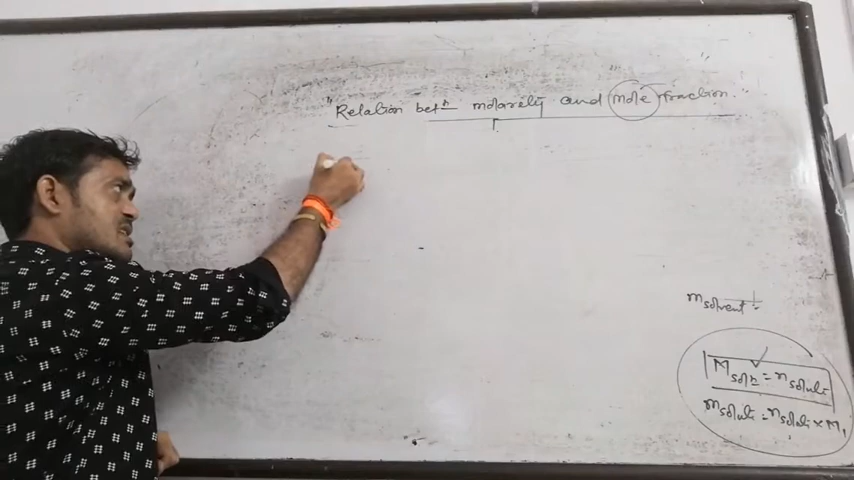 Relation betn molarity and mole fraction.
msolvent =
Msoln = nsolute
msolute = nsolute × M1